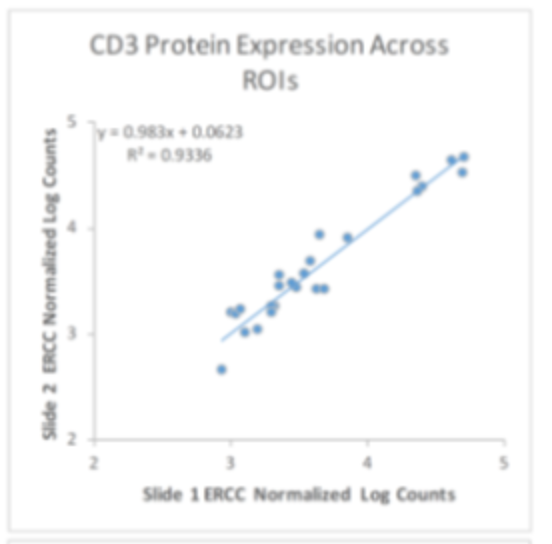 CD3 Protein Expression Across
ROIs
y = 0.983x + 0.0623
R² = 0.9336
5
4
3
2
Slide 2 ERCC Normalized Log Counts
2 3 4 5
Slide 1 ERCC Normalized Log Counts